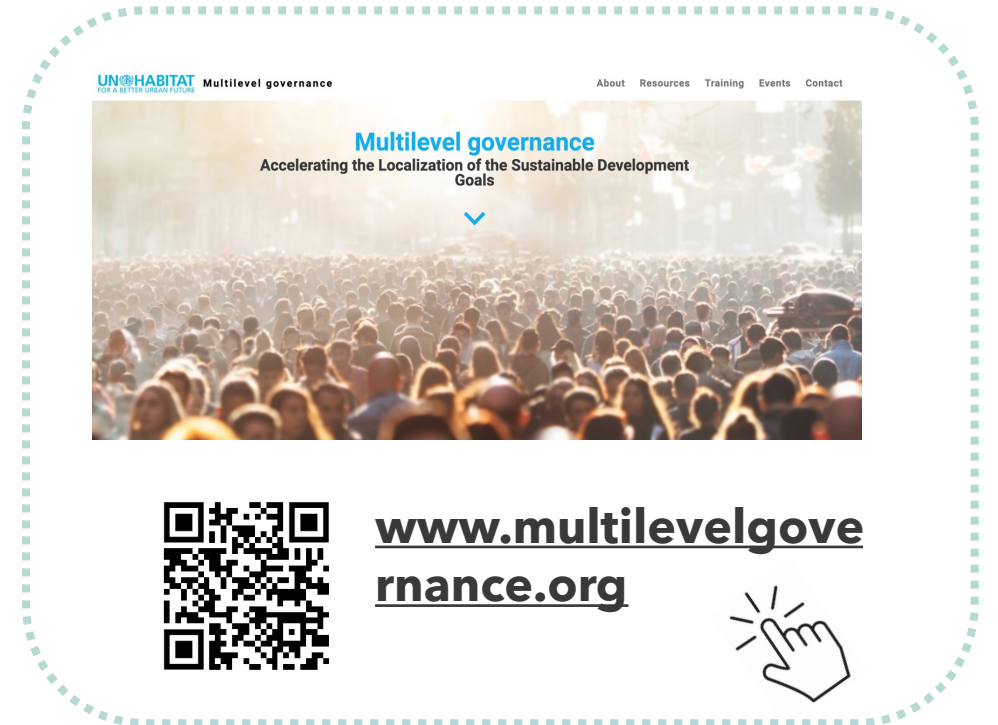 UN HABITAT
FOR A BETTER URBAN FUTURE
Multilevel governance
About Resources Training Events Contact
Multilevel governance
Accelerating the Localization of the Sustainable Development
Goals
www.multilevelgove
rnance.org